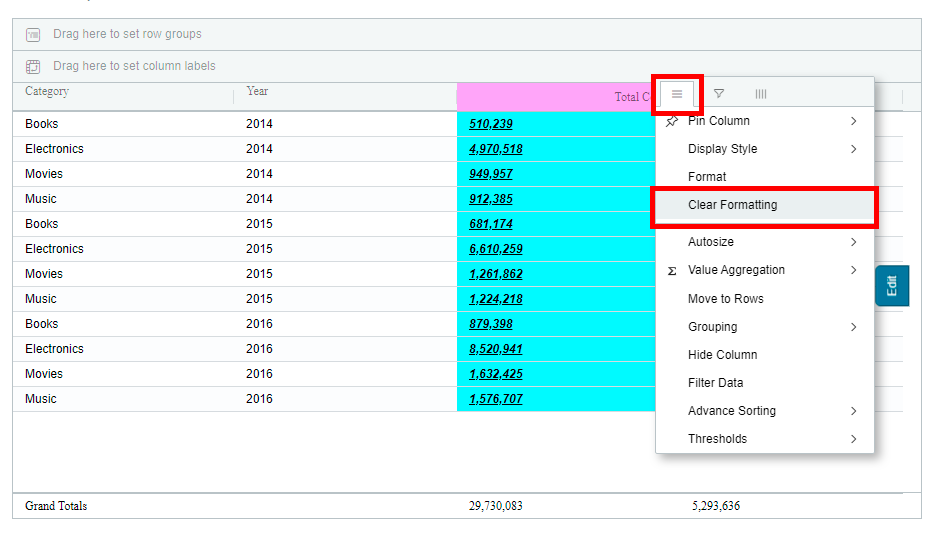 Drag here to set row groups
Drag here to set column labels
Category Year Total C
Books 2014 510,239
Pin Column
Electronics 2014 4,970,518
Display Style
Movies 2014 949,957
Format
Music 2014 912,385
Clear Formatting
Books 2015 681,174
Electronics 2015 6,610,259
Autosize
Movies 2015 1,261,862
Σ Value Aggregation
Edit
Music 2015 1,224,218
Move to Rows
Books 2016 879,398
Grouping
Electronics 2016 8,520,941
Hide Column
Movies 2016 1,632,425
Filter Data
Music 2016 1,576,707
Advance Sorting
Thresholds
Grand Totals 29,730,083 5,293,636